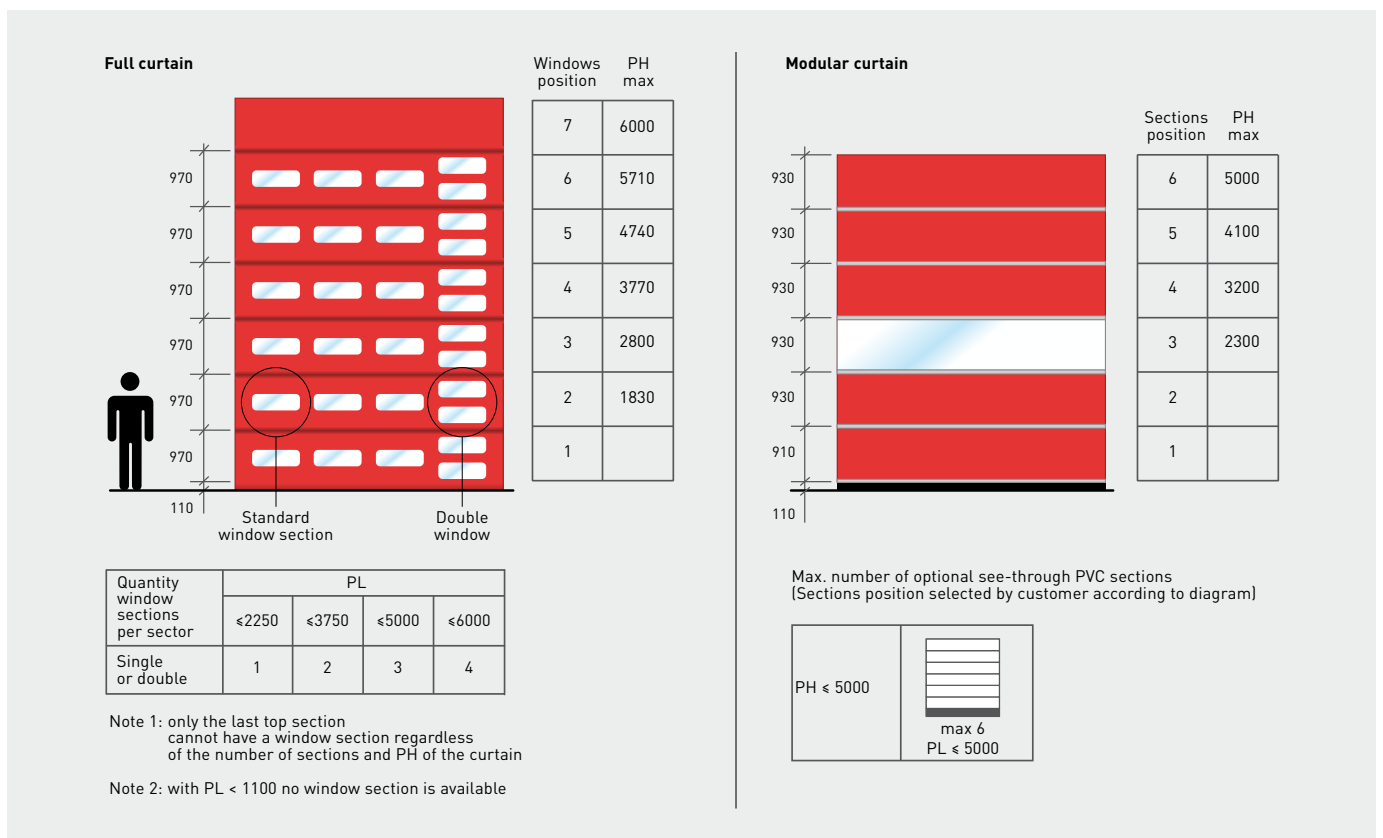 Full curtain
Windows position
PH max
7 6000
6 5710
5 4740
4 3770
3 2800
2 1830
1
970
970
970
970
970
970
110
Standard
window section
Double
window
Quantity
window
sections
per sector
PL
≤2250 ≤3750 ≤5000 ≤6000
Single
or double
1 2 3 4
Note 1: only the last top section
cannot have a window section regardless
of the number of sections and PH of the curtain
Note 2: with PL < 1100 no window section is available
Modular curtain
Sections position
PH max
6 5000
5 4100
4 3200
3 2300
2
1
930
930
930
930
930
910
110
Max. number of optional see-through PVC sections
(Sections position selected by customer according to diagram)
PH ≤ 5000
max 6
PL ≤ 5000